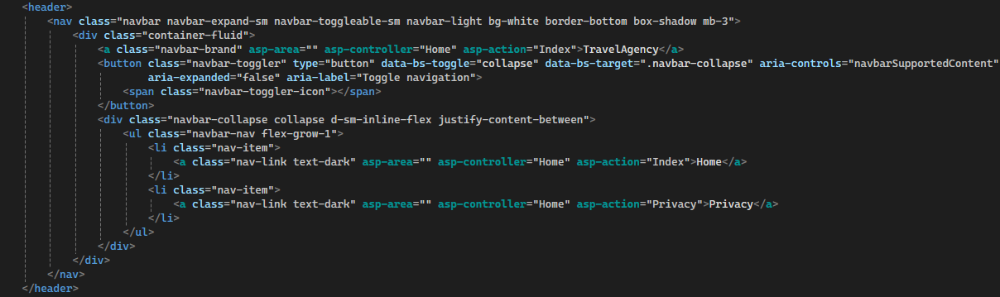 <header>
<nav class="navbar navbar-expand-sm navbar-toggleable-sm navbar-light bg-white border-bottom box-shadow mb-3">
<div class="container-fluid">
<a class="navbar-brand" asp-area="" asp-controller="Home" asp-action="Index">TravelAgency</a>
<button class="navbar-toggler" type="button" data-bs-toggle="collapse" data-bs-target=".navbar-collapse" aria-controls="navbarSupportedContent"
aria-expanded="false" aria-label="Toggle navigation">
<span class="navbar-toggler-icon"></span>
</button>
<div class="navbar-collapse collapse d-sm-inline-flex justify-content-between">
<ul class="navbar-nav flex-grow-1">
<li class="nav-item">
<a class="nav-link text-dark" asp-area="" asp-controller="Home" asp-action="Index">Home</a>
</li>
<li class="nav-item">
<a class="nav-link text-dark" asp-area="" asp-controller="Home" asp-action="Privacy">Privacy</a>
</li>
</ul>
</div>
</div>
</nav>
</header>